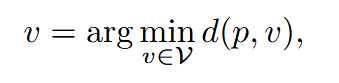 v = arg min_{v∈𝒱} d(p, v),